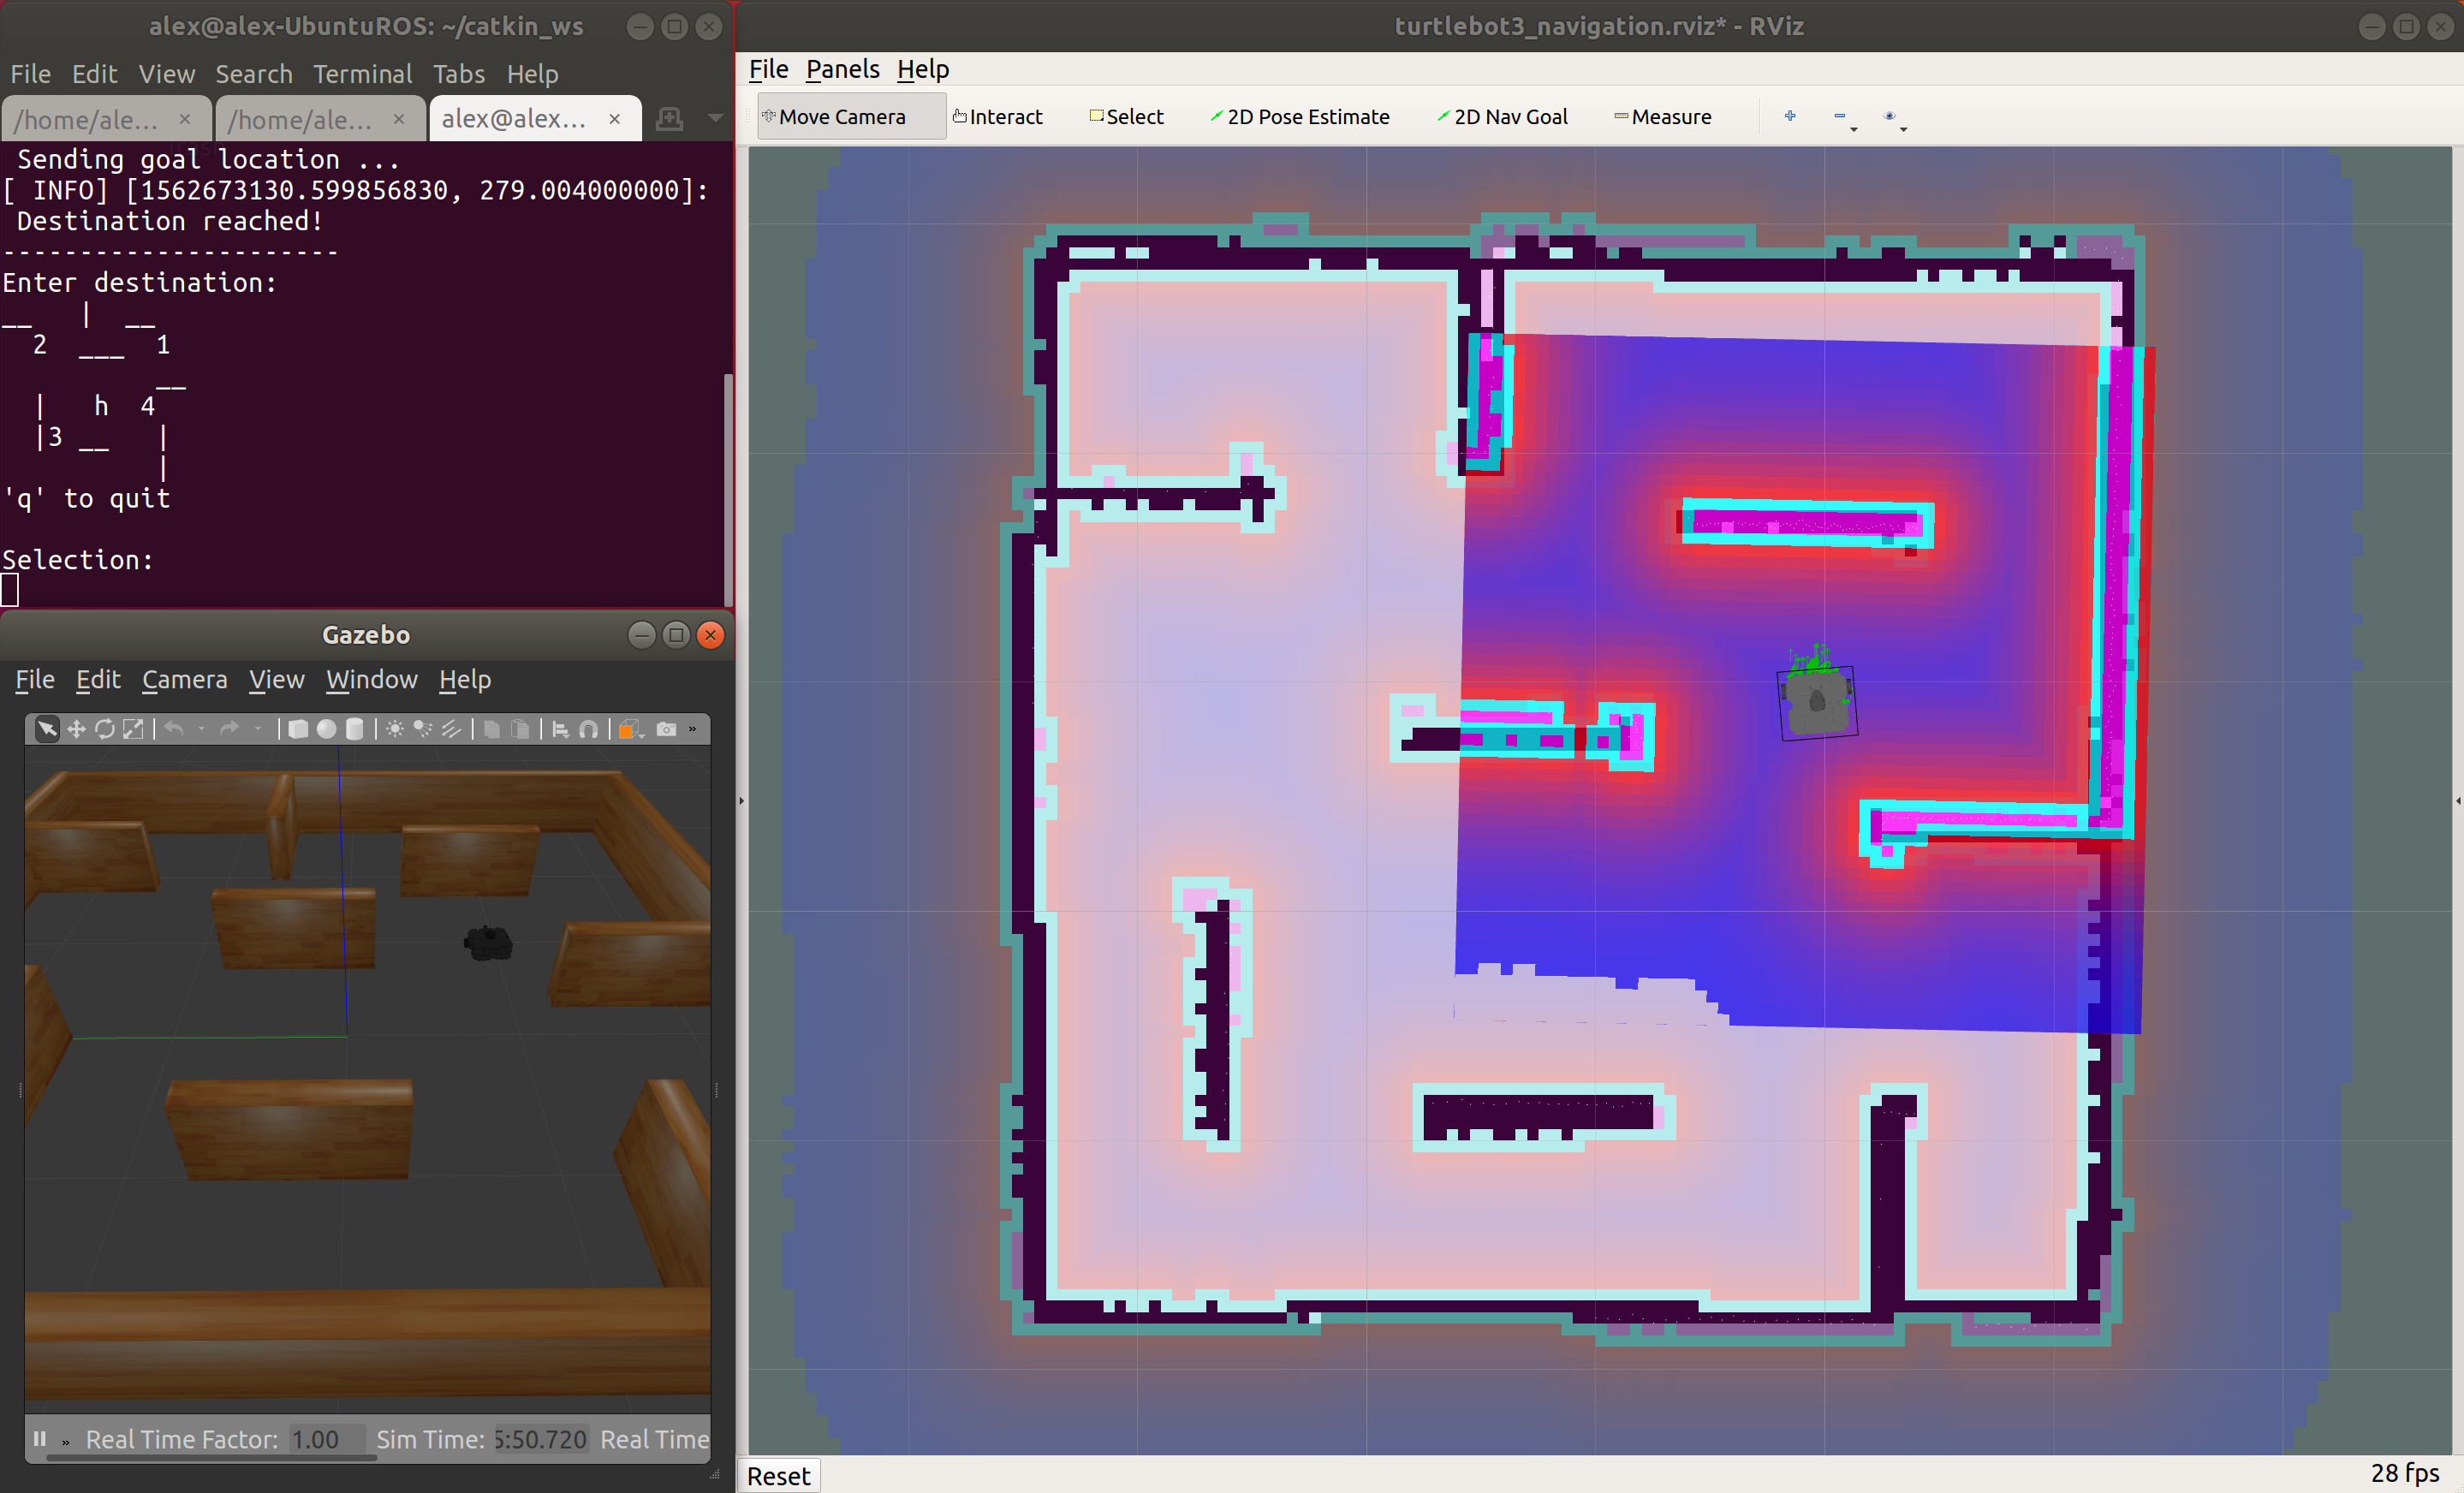 alex@alex-UbuntuROS: ~/catkin_ws
File Edit View Search Terminal Tabs Help
/home/ale... × /home/ale... × alex@alex... ×
Sending goal location ...
[ INFO] [1562673130.599856830, 279.004000000]:
Destination reached!
----------------------
Enter destination:
__ | __
2 ___ 1
__
| h 4
|3 __ |
|
'q' to quit
Selection:
Gazebo
File Edit Camera View Window Help
»
» Real Time Factor: 1.00 Sim Time: 5:50.720 Real Time
turtlebot3_navigation.rviz* - RViz
File Panels Help
Move Camera Interact Select 2D Pose Estimate 2D Nav Goal Measure
Reset 28 fps